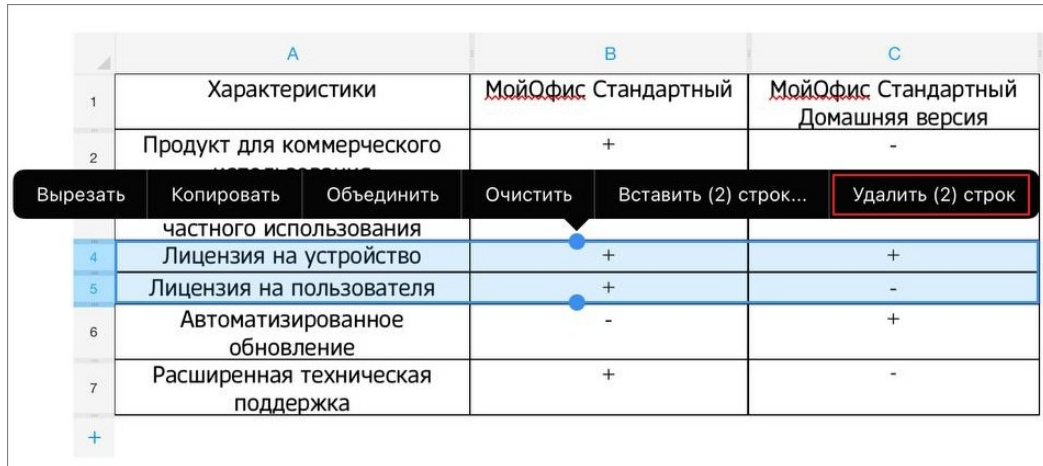 A B C
1 Характеристики МойОфис Стандартный МойОфис Стандартный
Домашняя версия
2 Продукт для коммерческого + -
Вырезать Копировать Объединить Очистить Вставить (2) строк... Удалить (2) строк
частного использования
4 Лицензия на устройство + +
5 Лицензия на пользователя + -
6 Автоматизированное - +
обновление
7 Расширенная техническая + -
поддержка
+